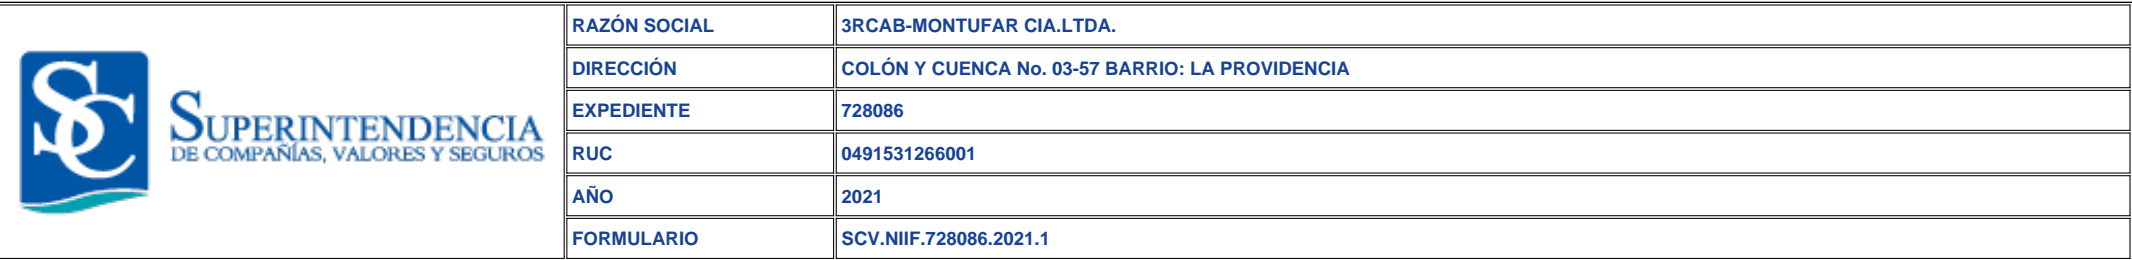 SC
SUPERINTENDENCIA
DE COMPAÑÍAS, VALORES Y SEGUROS
RAZÓN SOCIAL 3RCAB-MONTUFAR CIA.LTDA.
DIRECCIÓN COLÓN Y CUENCA No. 03-57 BARRIO: LA PROVIDENCIA
EXPEDIENTE 728086
RUC 0491531266001
AÑO 2021
FORMULARIO SCV.NIIF.728086.2021.1